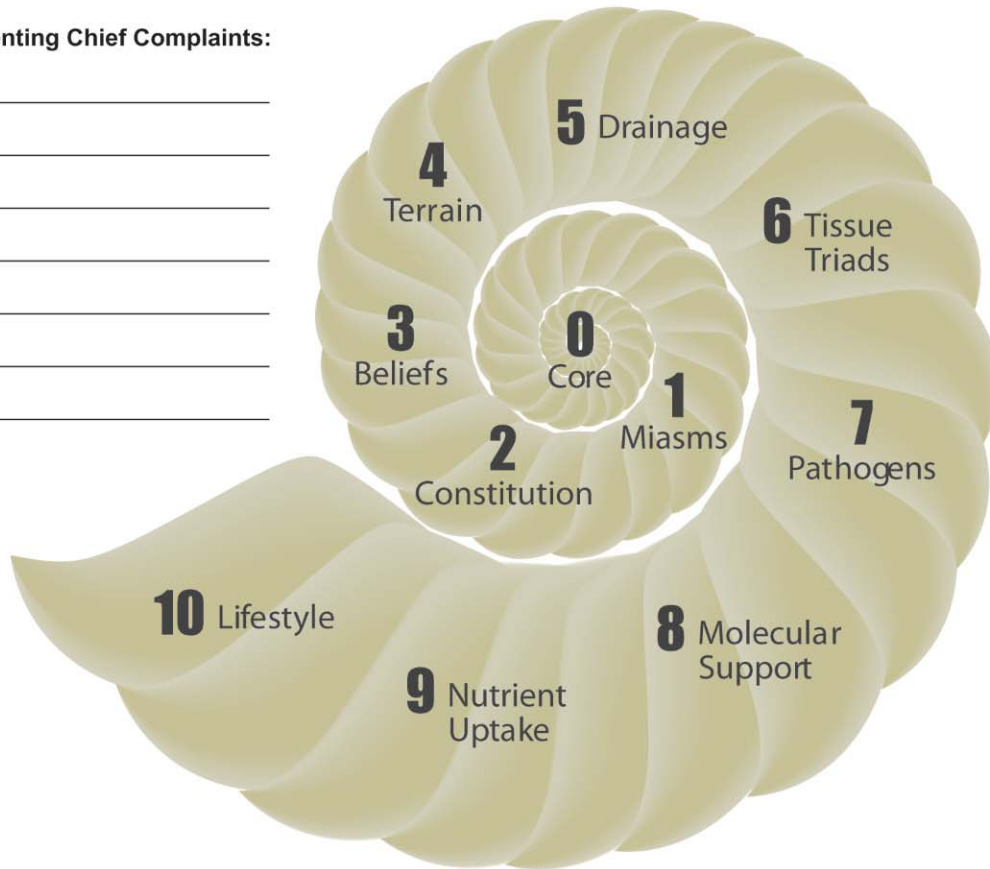 enting Chief Complaints:
0
Core
1
Miasms
2
Constitution
3
Beliefs
4
Terrain
5 Drainage
6 Tissue
Triads
7
Pathogens
8 Molecular
Support
9 Nutrient
Uptake
10 Lifestyle